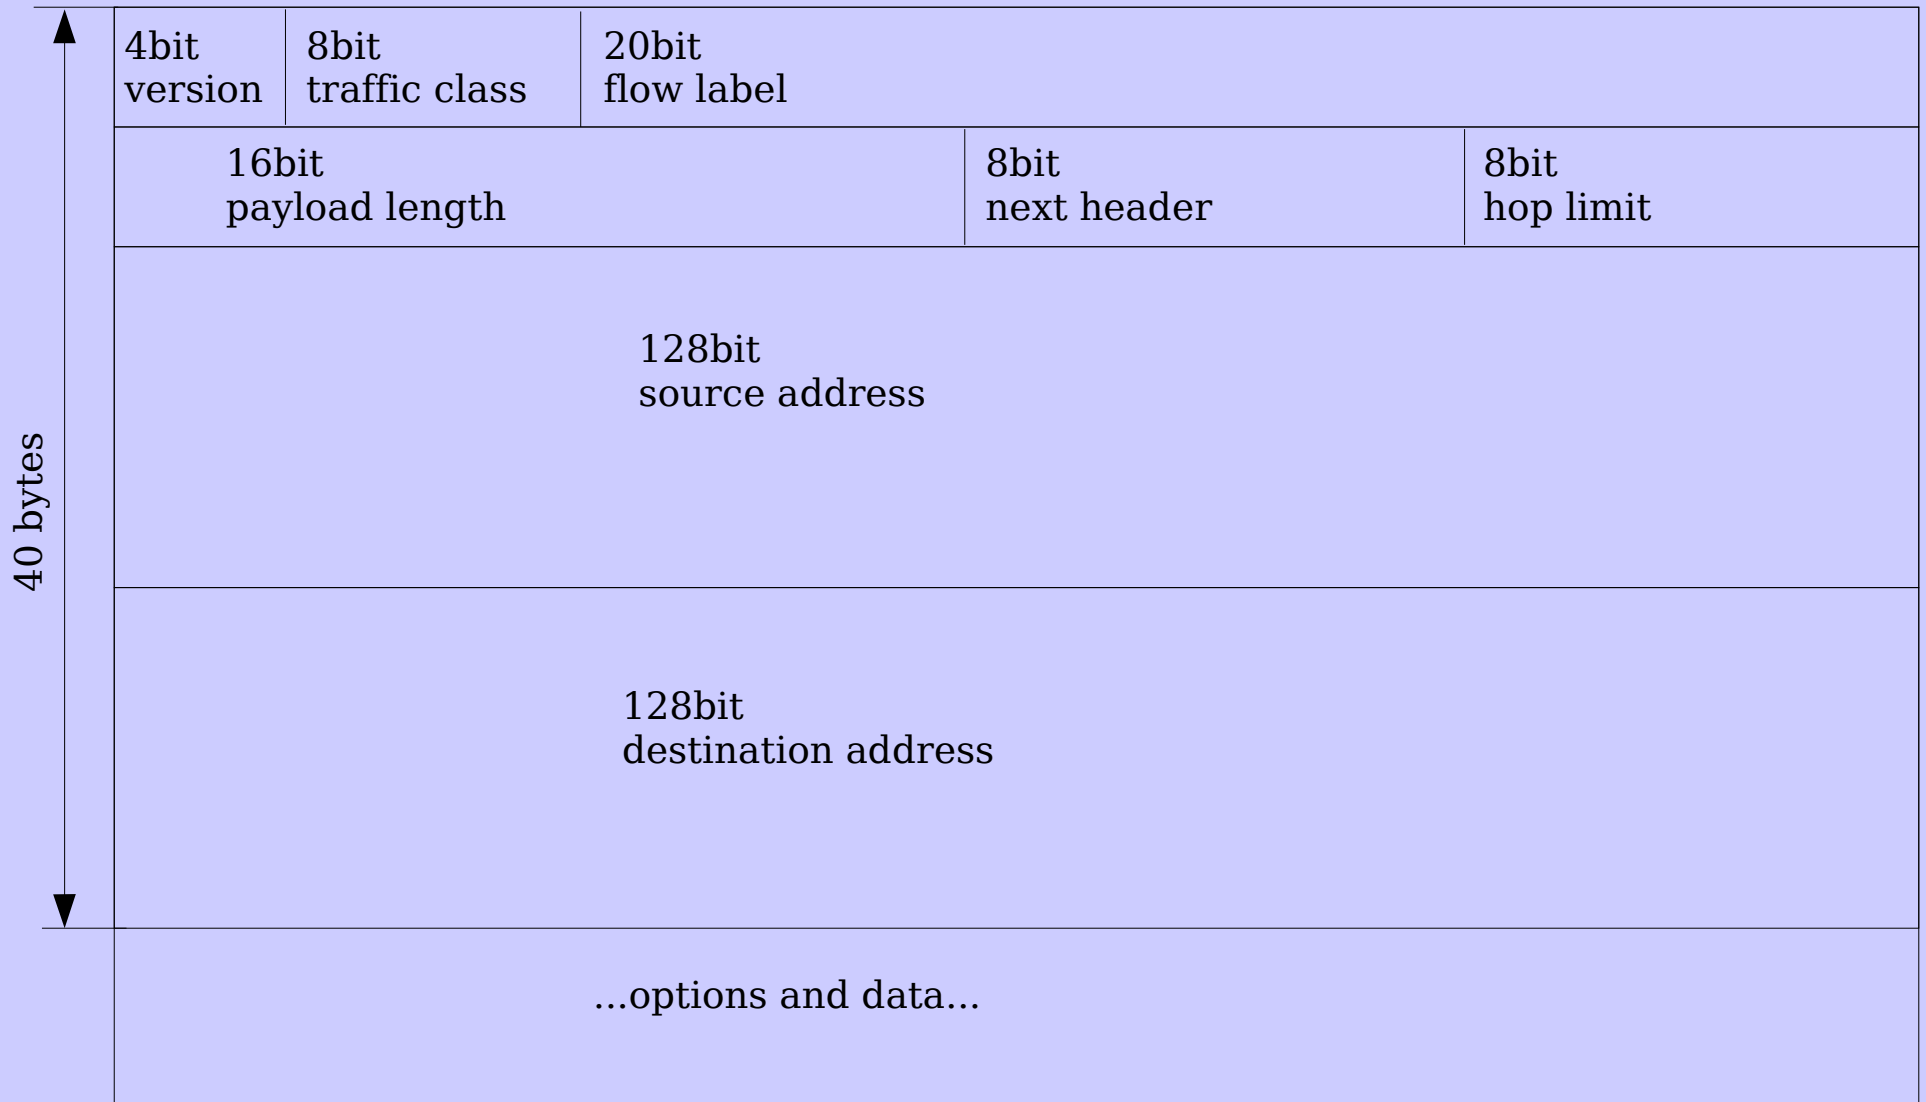 4bit
version
8bit
traffic class
20bit
flow label
16bit
payload length
8bit
next header
8bit
hop limit
128bit
source address
40 bytes
128bit
destination address
...options and data...